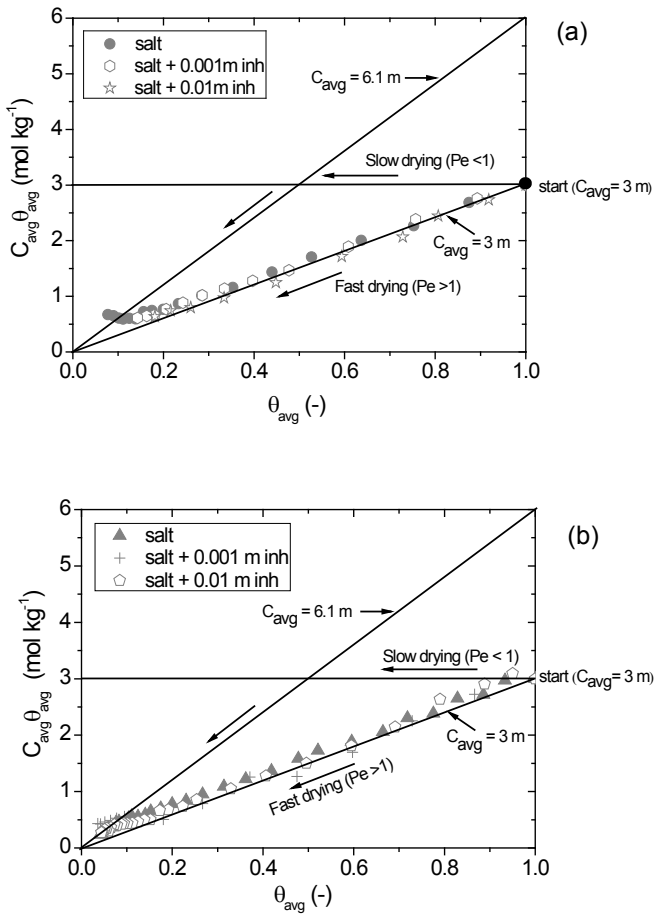 (a)
salt
salt + 0.001m inh
salt + 0.01m inh
C_avg = 6.1 m
Slow drying (Pe <1)
start (C_avg = 3 m)
C_avg = 3 m
Fast drying (Pe >1)
C_avg θ_avg (mol kg⁻¹)
6
5
4
3
2
1
0
0.0 0.2 0.4 0.6 0.8 1.0
θ_avg (-)
(b)
salt
salt + 0.001 m inh
salt + 0.01 m inh
C_avg = 6.1 m
Slow drying (Pe < 1)
start (C_avg = 3 m)
C_avg = 3 m
Fast drying (Pe >1)
C_avg θ_avg (mol kg⁻¹)
6
5
4
3
2
1
0
0.0 0.2 0.4 0.6 0.8 1.0
θ_avg (-)